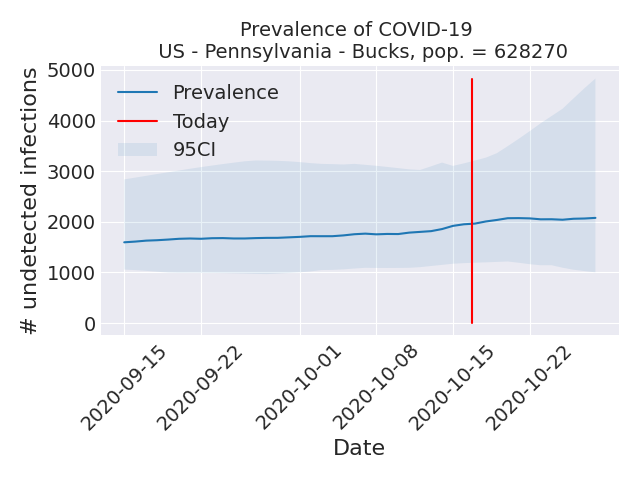 Prevalence of COVID-19
US - Pennsylvania - Bucks, pop. = 628270
# undetected infections
5000
4000
3000
2000
1000
0
Prevalence
Today
95CI
2020-09-15
2020-09-22
2020-10-01
2020-10-08
2020-10-15
2020-10-22
Date